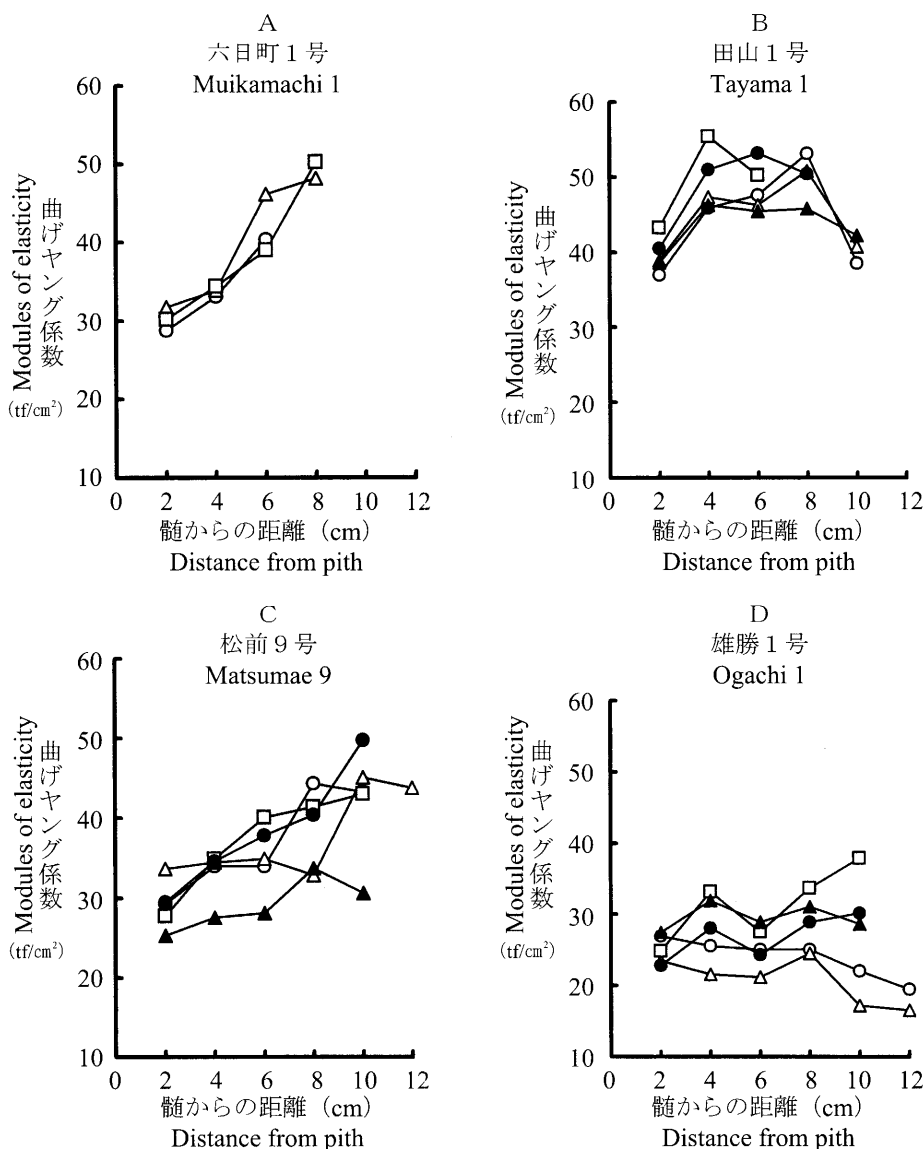 A
六日町1号
Muikamachi 1
60
50
40
30
20
10
Modules of elasticity
曲げヤング係数
(tf/cm²)
0 2 4 6 8 10 12
髄からの距離 (cm)
Distance from pith
B
田山1号
Tayama 1
60
50
40
30
20
10
Modules of elasticity
曲げヤング係数
(tf/cm²)
0 2 4 6 8 10 12
髄からの距離 (cm)
Distance from pith
C
松前9号
Matsumae 9
60
50
40
30
20
10
Modules of elasticity
曲げヤング係数
(tf/cm²)
0 2 4 6 8 10 12
髄からの距離 (cm)
Distance from pith
D
雄勝1号
Ogachi 1
60
50
40
30
20
10
Modules of elasticity
曲げヤング係数
(tf/cm²)
0 2 4 6 8 10 12
髄からの距離 (cm)
Distance from pith